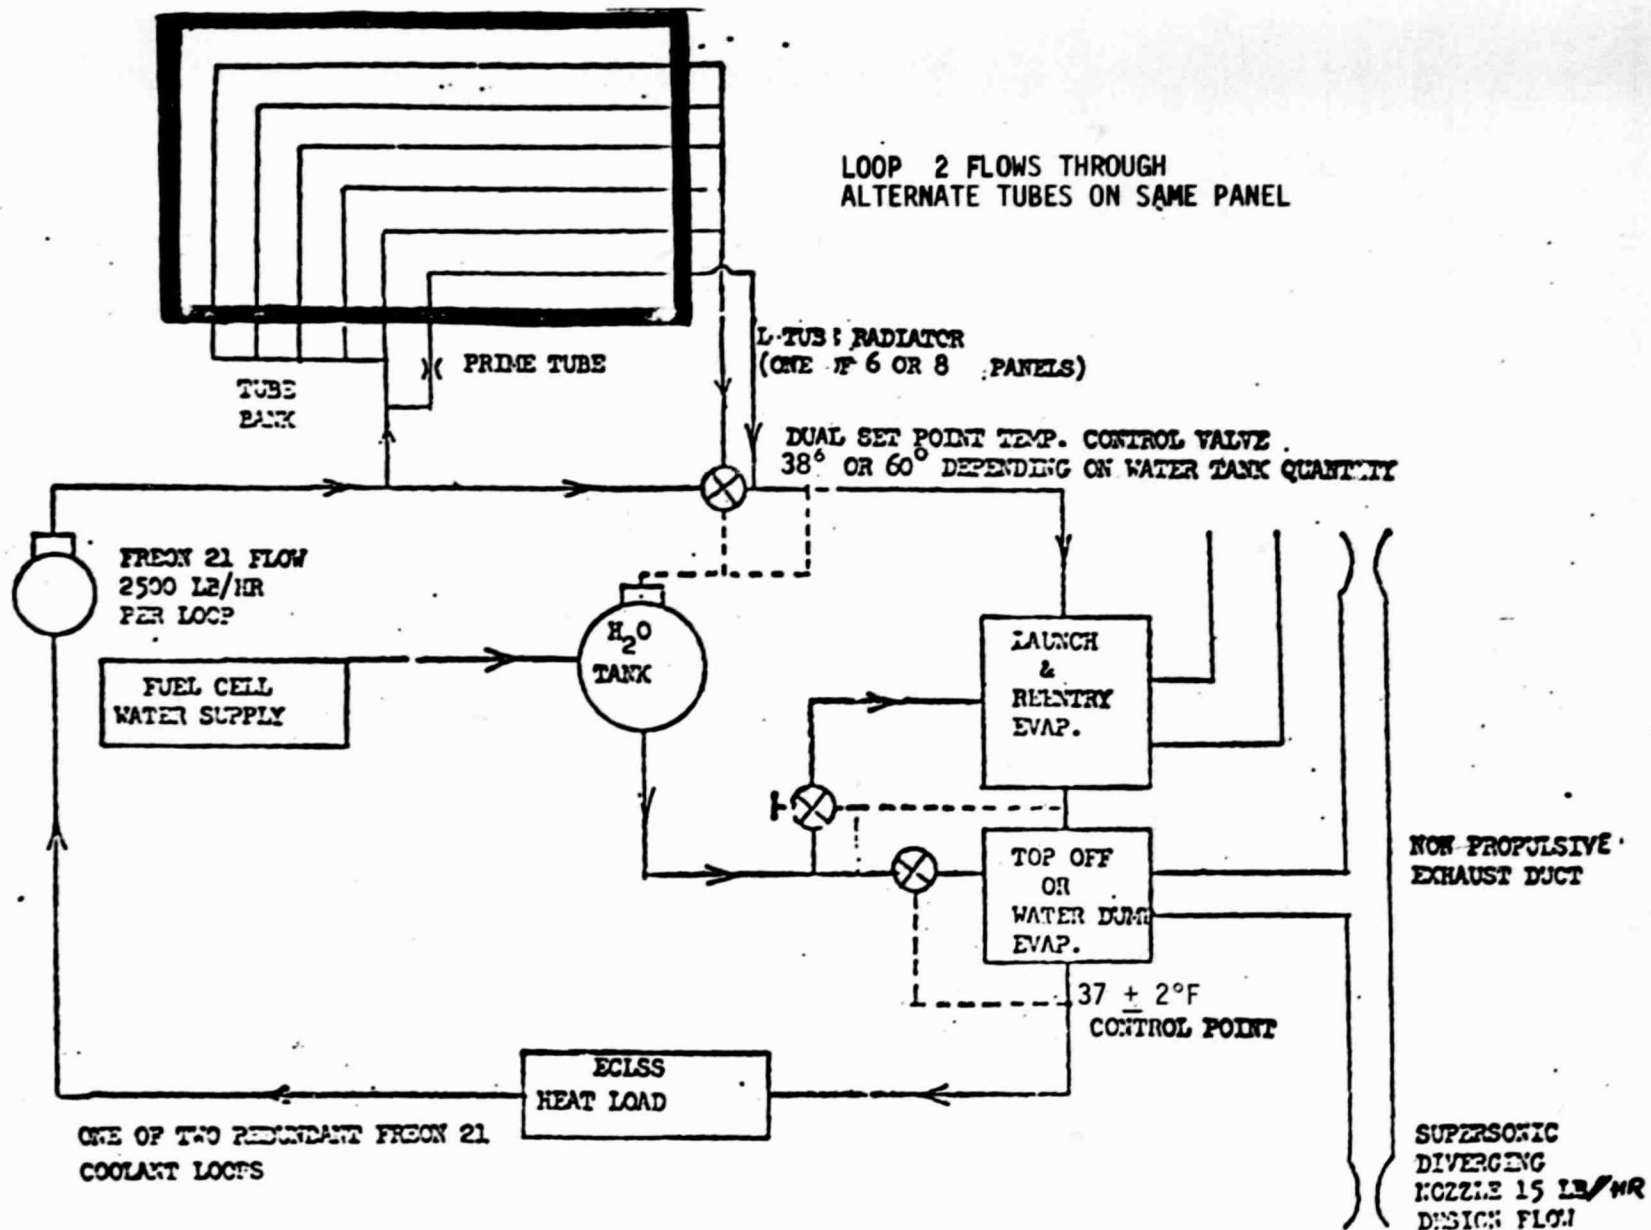 LOOP 2 FLOWS THROUGH
ALTERNATE TUBES ON SAME PANEL
L-TUBE RADIATOR
(ONE OF 6 OR 8 PANELS)
PRIME TUBE
TUBE
BANK
DUAL SET POINT TEMP. CONTROL VALVE
38° OR 60° DEPENDING ON WATER TANK QUANTITY
FREON 21 FLOW
2500 LB/HR
PER LOOP
H2O
TANK
FUEL CELL
WATER SUPPLY
LAUNCH
&
REENTRY
EVAP.
TOP OFF
OR
WATER DUMP
EVAP.
NON PROPULSIVE
EXHAUST DUCT
37 ± 2°F
CONTROL POINT
ECLSS
HEAT LOAD
ONE OF TWO REDUNDANT FREON 21
COOLANT LOOPS
SUPERSONIC
DIVERGING
NOZZLE 15 LB/HR
DESIGN FLOW